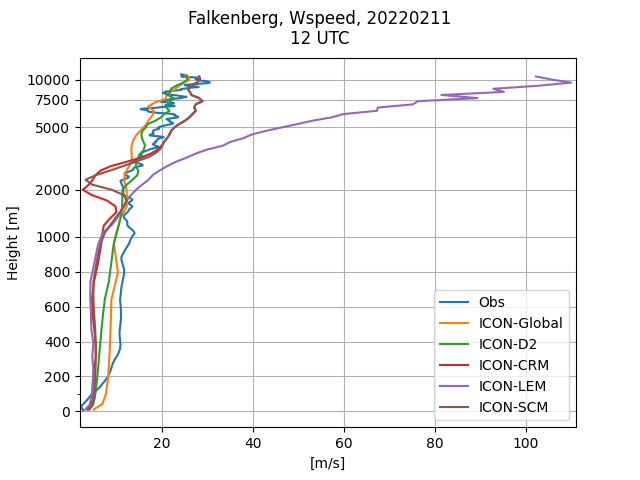 Falkenberg, Wspeed, 20220211
12 UTC
Height [m]
10000
7500
5000
2000
1000
800
600
400
200
0
Obs
ICON-Global
ICON-D2
ICON-CRM
ICON-LEM
ICON-SCM
20
40
60
80
100
[m/s]